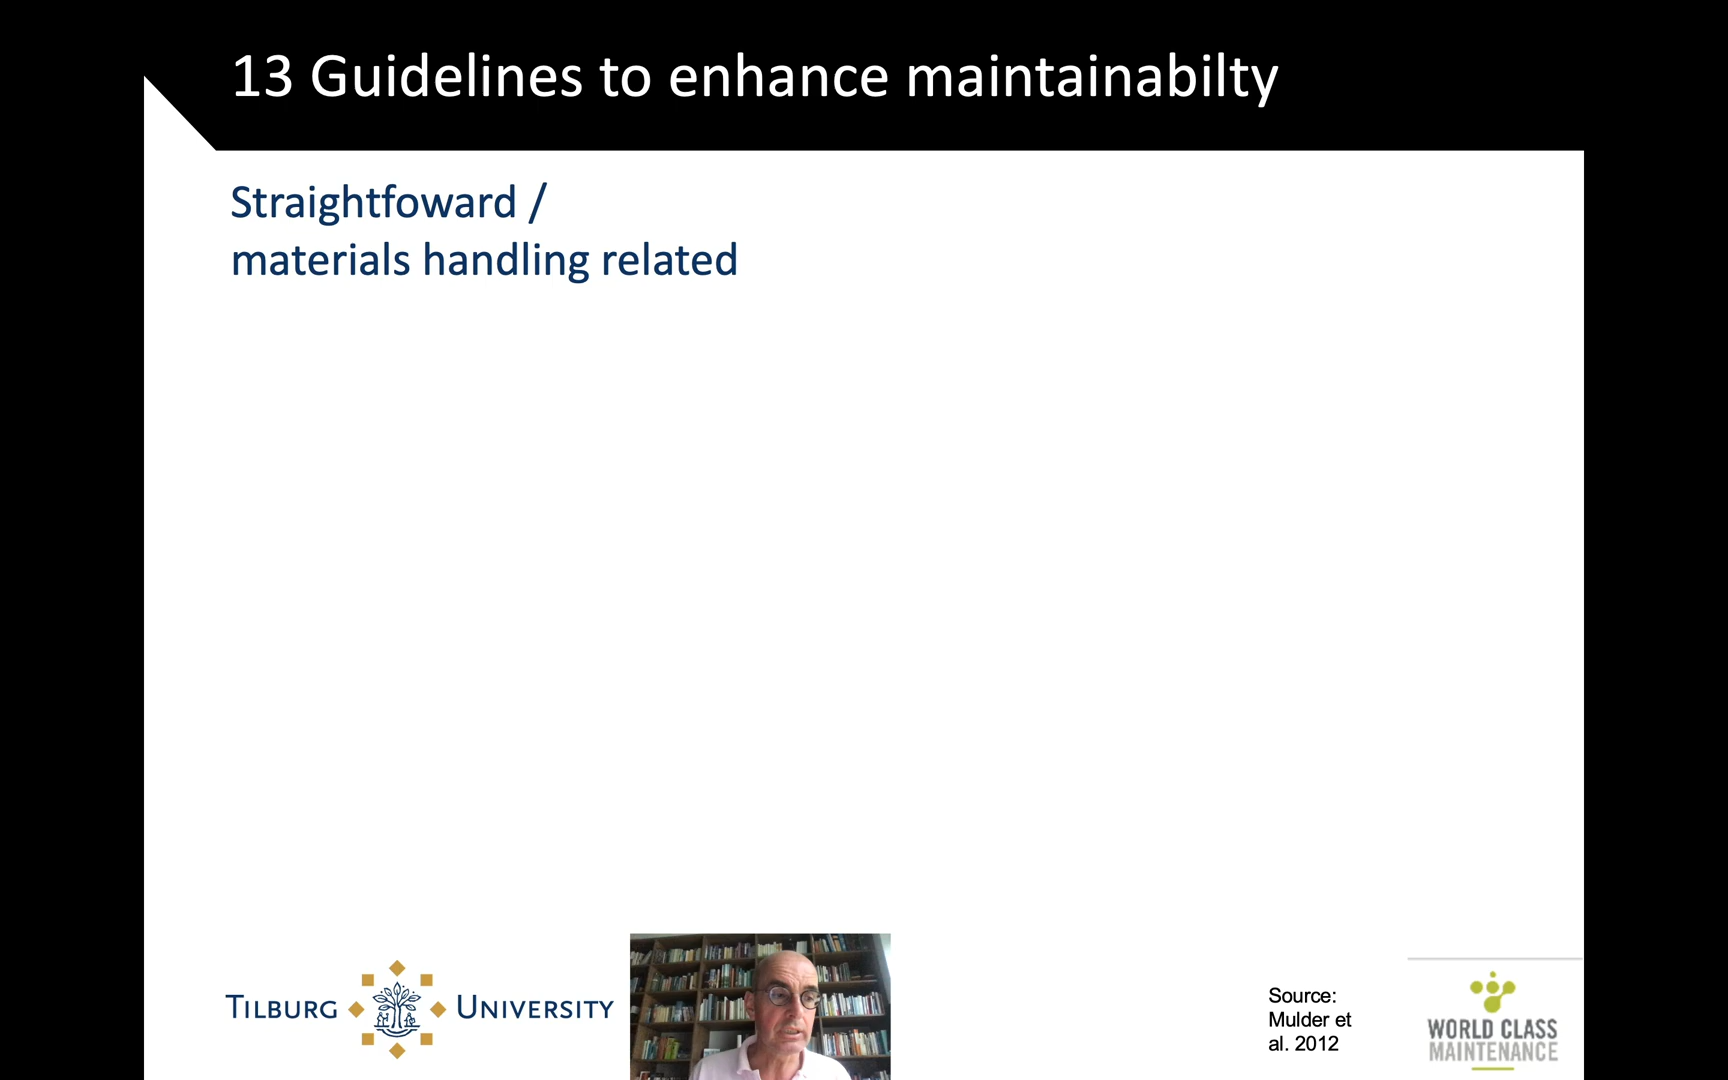 13 Guidelines to enhance maintainabilty
Straightfoward /
materials handling related
TILBURG UNIVERSITY
Source:
Mulder et
al. 2012
WORLD CLASS
MAINTENANCE